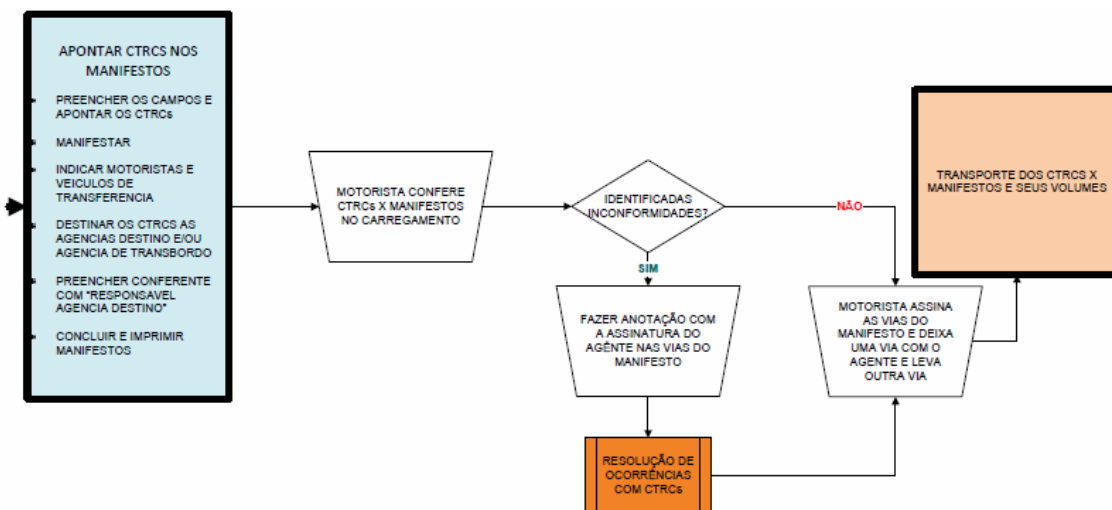 APONTAR CTRCS NOS
MANIFESTOS
PREENCHER OS CAMPOS E
APONTAR OS CTRCs
MANIFESTAR
INDICAR MOTORISTAS E
VEICULOS DE
TRANSFERENCIA
DESTINAR OS CTRCS AS
AGENCIAS DESTINO E/OU
AGENCIA DE TRANSBORDO
PREENCHER CONFERENTE
COM "RESPONSAVEL
AGENCIA DESTINO"
CONCLUIR E IMPRIMIR
MANIFESTOS
MOTORISTA CONFERE
CTRCs X MANIFESTOS
NO CARREGAMENTO
IDENTIFICADAS
INCONFORMIDADES?
NÃO
SIM
FAZER ANOTAÇÃO COM
A ASSINATURA DO
AGÊNTE NAS VIAS DO
MANIFESTO
RESOLUÇÃO DE
OCORRÊNCIAS
COM CTRCs
MOTORISTA ASSINA
AS VIAS DO
MANIFESTO E DEIXA
UMA VIA COM O
AGENTE E LEVA
OUTRA VIA
TRANSPORTE DOS CTRCS X
MANIFESTOS E SEUS VOLUMES